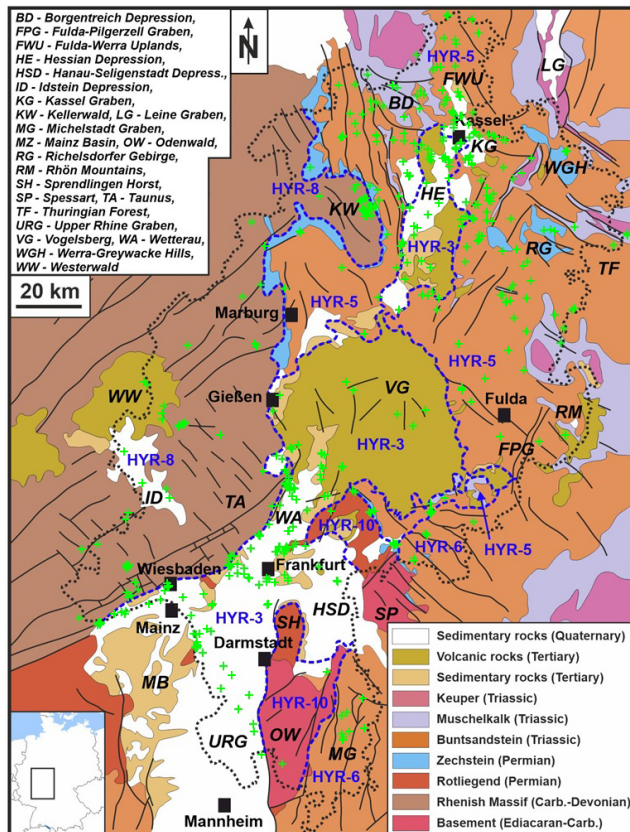 BD - Borgentreich Depression,
FPG - Fulda-Pilgerzell Graben,
FWU - Fulda-Werra Uplands,
HE - Hessian Depression,
HSD - Hanau-Seligenstadt Depress.,
ID - Idstein Depression,
KG - Kassel Graben,
KW - Kellerwald, LG - Leine Graben,
MG - Michelstadt Graben,
MZ - Mainz Basin, OW - Odenwald,
RG - Richelsdorfer Gebirge,
RM - Rhön Mountains,
SH - Sprendlingen Horst,
SP - Spessart, TA - Taunus,
TF - Thuringian Forest,
URG - Upper Rhine Graben,
VG - Vogelsberg, WA - Wetterau,
WGH - Werra-Greywacke Hills,
WW - Westerwald
20 km
N
HYR-5
FWU
LG
BD
Kassel
KG
WGH
HYR-8
HE
KW
HYR-3
RG
TF
HYR-5
Marburg
HYR-5
WW
VG
Gießen
Fulda
RM
HYR-3
FPG
HYR-8
ID
TA
WA
HYR-10
HYR-6
HYR-5
Wiesbaden
Frankfurt
Mainz
HYR-3
HSD
SP
SH
Darmstadt
MB
HYR-10
URG
OW
MG
HYR-6
Mannheim
Sedimentary rocks (Quaternary)
Volcanic rocks (Tertiary)
Sedimentary rocks (Tertiary)
Keuper (Triassic)
Muschelkalk (Triassic)
Buntsandstein (Triassic)
Zechstein (Permian)
Rotliegend (Permian)
Rhenish Massif (Carb.-Devonian)
Basement (Ediacaran-Carb.)